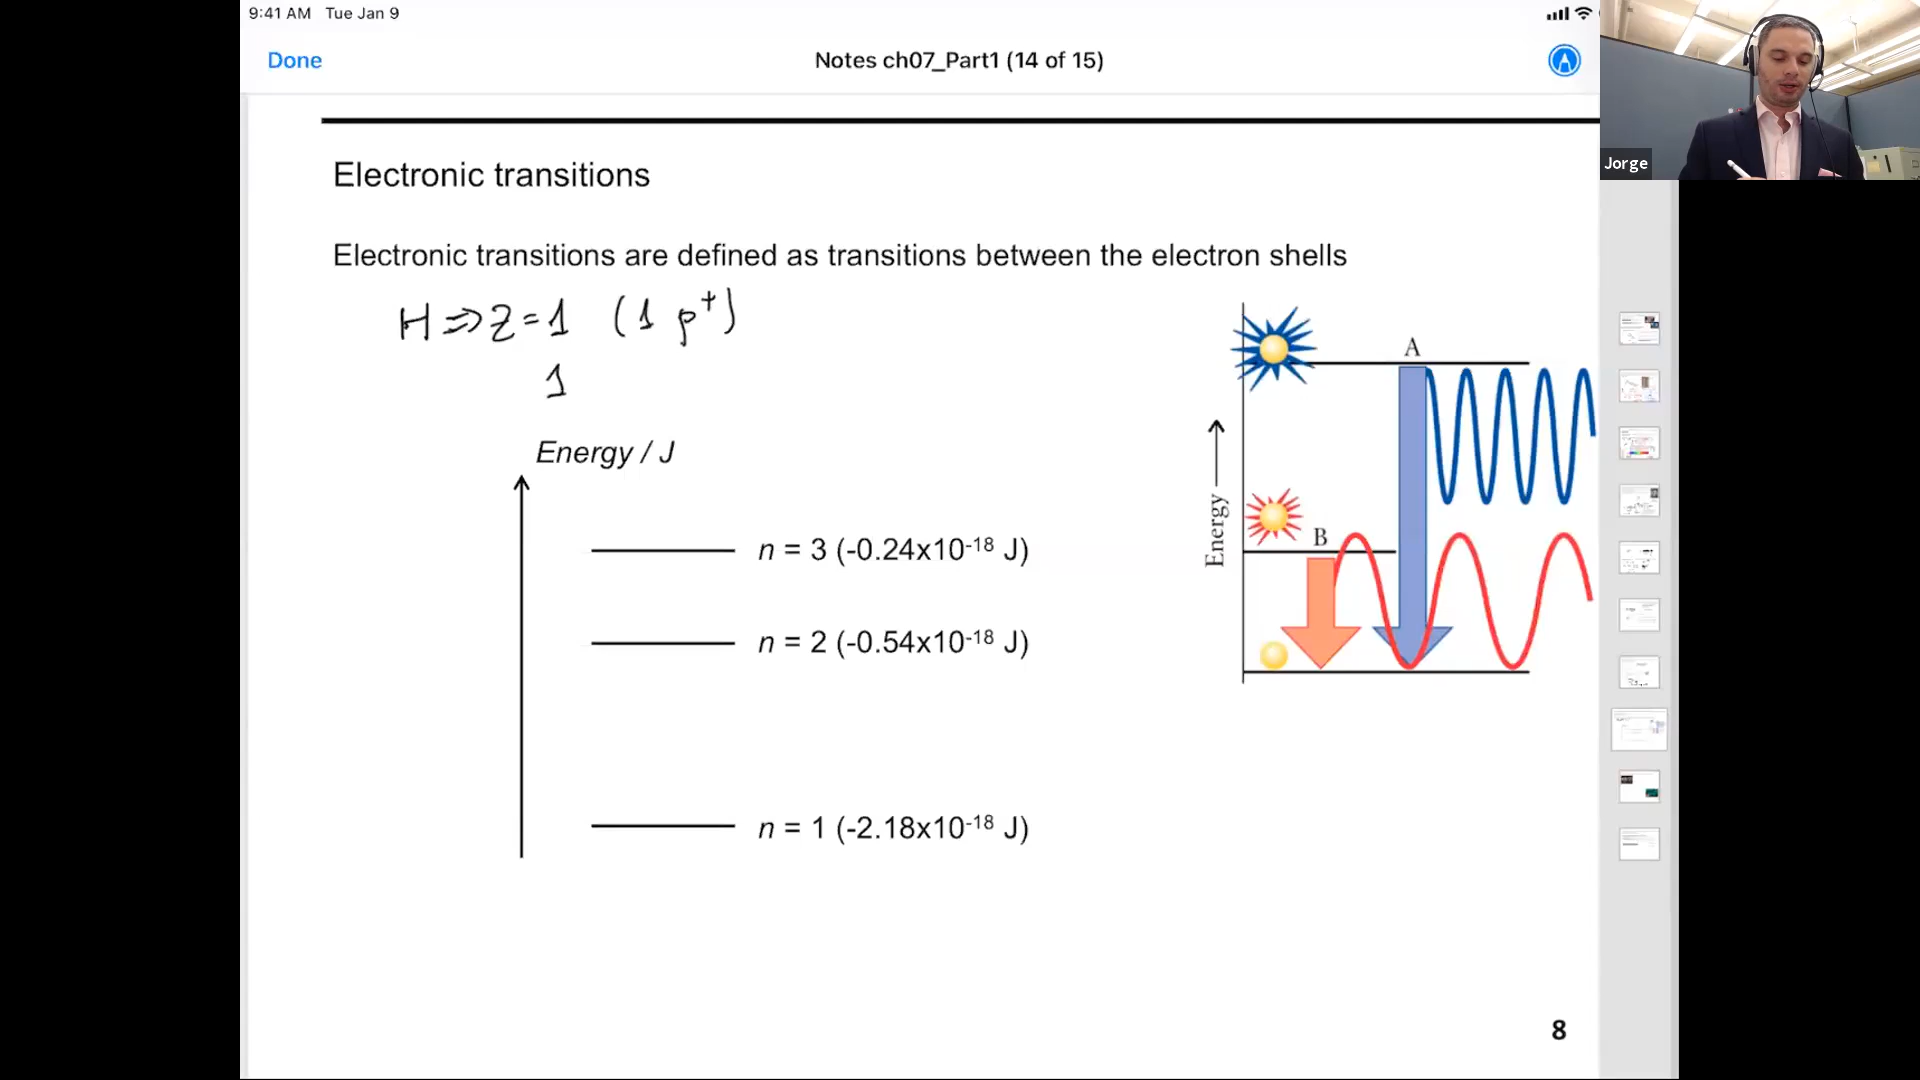 9:41 AM Tue Jan 9
Done
Notes ch07_Part1 (14 of 15)
Jorge
Electronic transitions
Electronic transitions are defined as transitions between the electron shells
H ⇒ Z = 1 (1 p⁺)
1
Energy / J
n = 3 (-0.24x10⁻¹⁸ J)
n = 2 (-0.54x10⁻¹⁸ J)
n = 1 (-2.18x10⁻¹⁸ J)
A
Energy
B
8